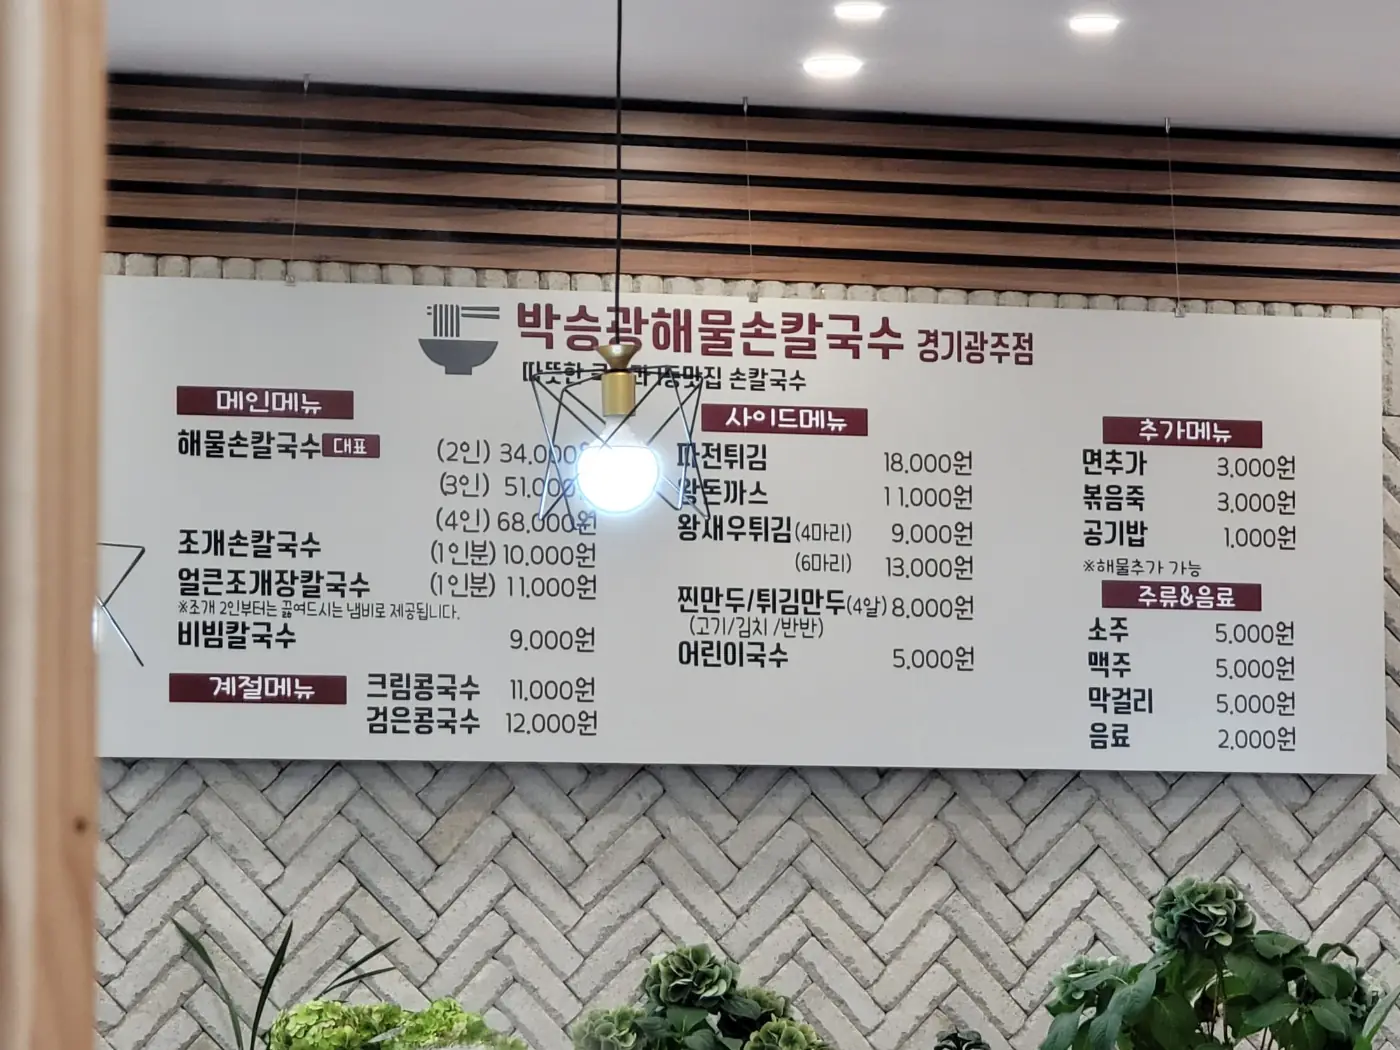 박승광해물손칼국수 경기광주점
따뜻한 손칼국수
메인메뉴
해물손칼국수 대표 (2인) 34,000원
(3인) 51,000원
(4인) 68,000원
조개손칼국수 (1인분) 10,000원
얼큰조개장칼국수 (1인분) 11,000원
※조개 2인부터는 끓여드시는 냄비로 제공됩니다.
비빔칼국수 9,000원
계절메뉴
크림콩국수 11,000원
검은콩국수 12,000원
사이드메뉴
파전튀김 18,000원
왕돈까스 11,000원
왕새우튀김(4마리) 9,000원
(6마리) 13,000원
찐만두/튀김만두(4알) 8,000원
(고기/김치 /반반)
어린이국수 5,000원
추가메뉴
면추가 3,000원
볶음죽 3,000원
공기밥 1,000원
※해물추가 가능
주류&음료
소주 5,000원
맥주 5,000원
막걸리 5,000원
음료 2,000원